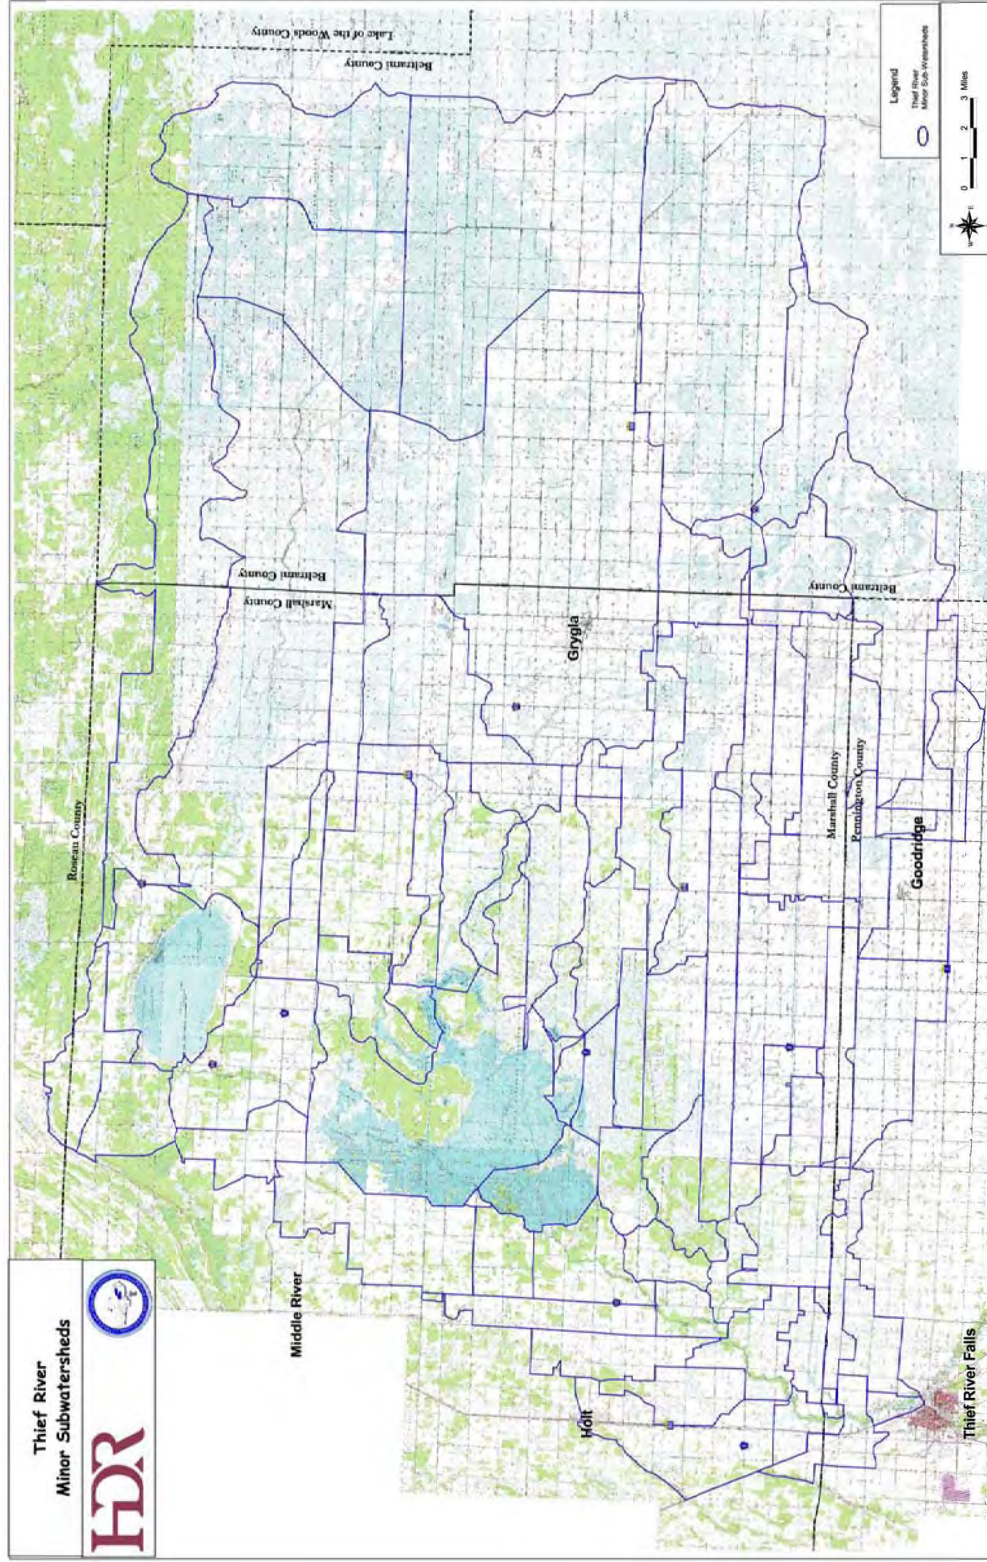 Thief River
Minor Subwatersheds
HDR
Lake of the Woods County
Beltrami County
Roseau County
Beltrami County
Marshall County
Middle River
Grygla
Holt
Beltrami County
Marshall County
Pennington County
Goodridge
Thief River Falls
Legend
Thief River
Minor Sub-Watersheds
0 1 2 3 Miles
N
W E
S